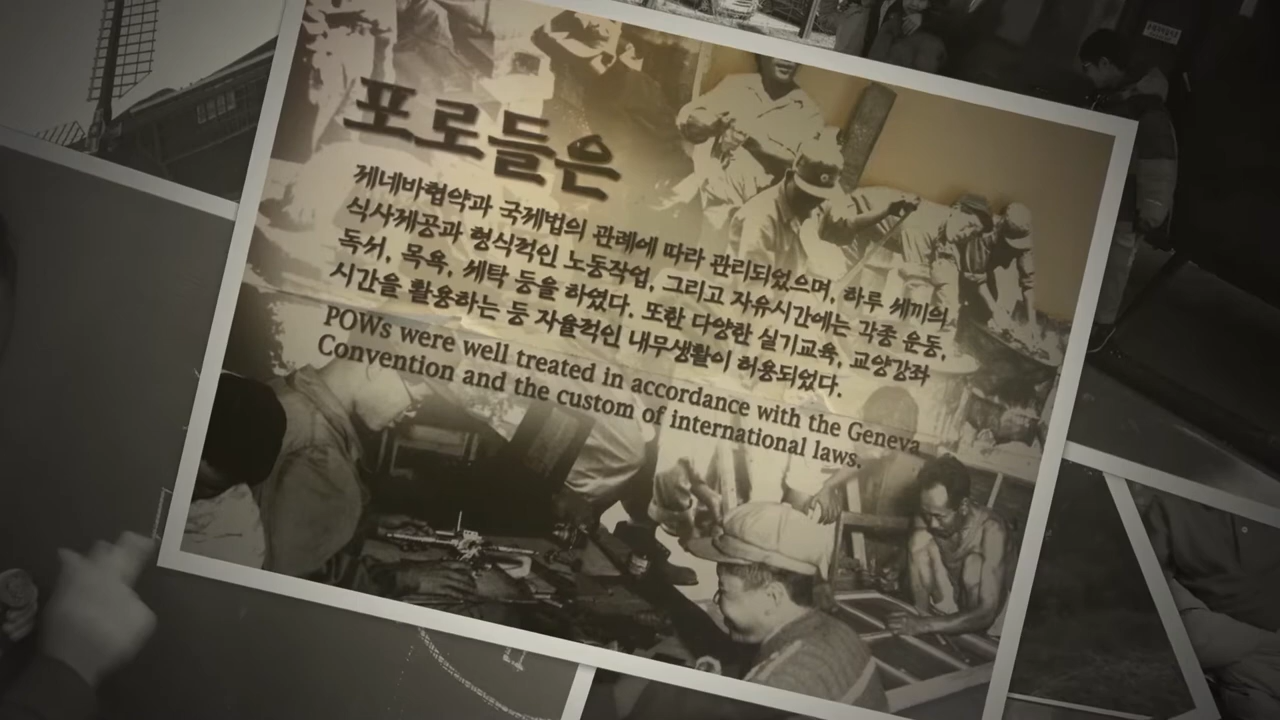 포로들은
제네바협약과 국제법의 관례에 따라 관리되었으며, 하루 세끼의
식사제공과 형식적인 노동작업, 그리고 자유시간에는 각종 운동,
독서, 목욕, 세탁 등을 하였다. 또한 다양한 실기교육, 교양강좌
시간을 활용하는 등 자율적인 내무생활이 허용되었다.
POWs were well treated in accordance with the Geneva
Convention and the custom of international laws.